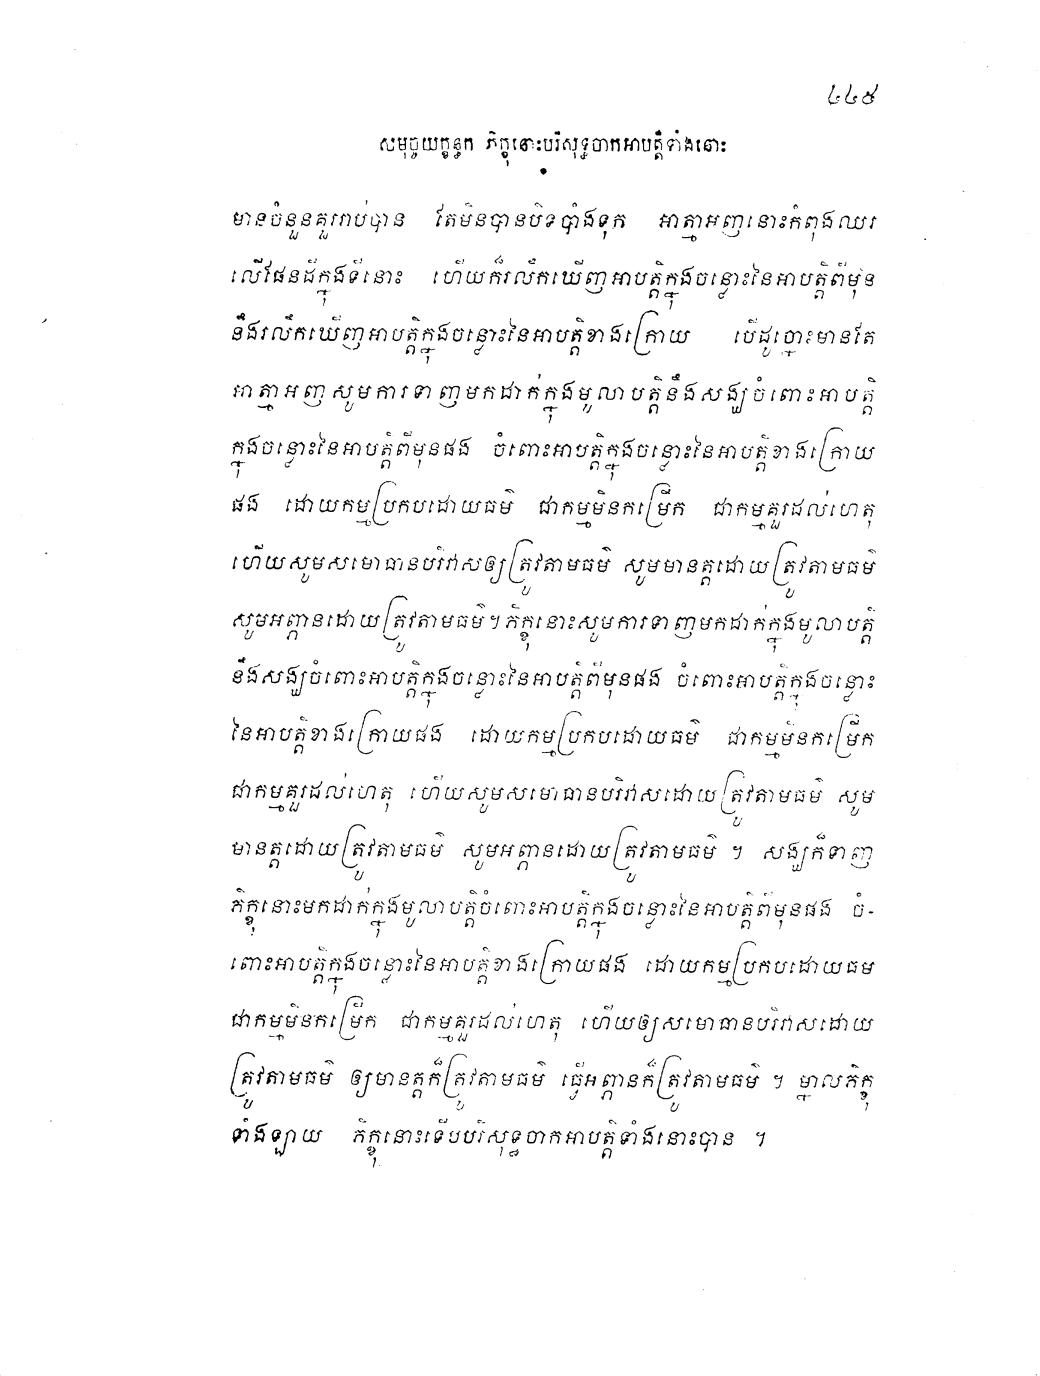 ៤៤៥
សមុច្ចយក្ខន្ធក ភិក្ខុនោះបរិសុទ្ធចាកអាបត្តិទាំងនោះ
មានចំនួនគួររាប់បាន តែមិនបានបិទបាំងទុក អាត្មាអញនោះកំពុងឈរ
លើផែនដីក្នុងទីនោះ ហើយក៏រលឹកឃើញអាបត្តិក្នុងចន្លោះនៃអាបត្តិពីមុន
នឹងរលឹកឃើញអាបត្តិក្នុងចន្លោះនៃអាបត្តិខាងក្រោយ បើដូច្នោះមានតែ
អាត្មាអញសូមការទាញមកដាក់ក្នុងមូលាបត្តិនឹងសង្ឃចំពោះអាបត្តិ
ក្នុងចន្លោះនៃអាបត្តិពីមុនផង ចំពោះអាបត្តិក្នុងចន្លោះនៃអាបត្តិខាងក្រោយ
ផង ដោយកម្មប្រកបដោយធម៌ ជាកម្មមិនកម្រើក ជាកម្មគួរដល់ហេតុ
ហើយសូមសមោធានបរិវាសឲ្យត្រូវតាមធម៌ សូមមានត្តដោយត្រូវតាមធម៌
សូមអព្ភានដោយត្រូវតាមធម៌។ ភិក្ខុនោះសូមការទាញមកដាក់ក្នុងមូលាបត្តិ
នឹងសង្ឃចំពោះអាបត្តិក្នុងចន្លោះនៃអាបត្តិពីមុនផង ចំពោះអាបត្តិក្នុងចន្លោះ
នៃអាបត្តិខាងក្រោយផង ដោយកម្មប្រកបដោយធម៌ ជាកម្មមិនកម្រើក
ជាកម្មគួរដល់ហេតុ ហើយសូមសមោធានបរិវាសដោយត្រូវតាមធម៌ សូម
មានត្តដោយត្រូវតាមធម៌ សូមអព្ភានដោយត្រូវតាមធម៌ ។ សង្ឃក៏ទាញ
ភិក្ខុនោះមកដាក់ក្នុងមូលាបត្តិចំពោះអាបត្តិក្នុងចន្លោះនៃអាបត្តិពីមុនផង ចំ-
ពោះអាបត្តិក្នុងចន្លោះនៃអាបត្តិខាងក្រោយផង ដោយកម្មប្រកបដោយធម៌
ជាកម្មមិនកម្រើក ជាកម្មគួរដល់ហេតុ ហើយឲ្យសមោធានបរិវាសដោយ
ត្រូវតាមធម៌ ឲ្យមានត្តក៏ត្រូវតាមធម៌ ធ្វើអព្ភានក៏ត្រូវតាមធម៌ ។ ម្នាលភិក្ខុ
ទាំងឡាយ ភិក្ខុនោះទើបបរិសុទ្ធចាកអាបត្តិទាំងនោះបាន ។